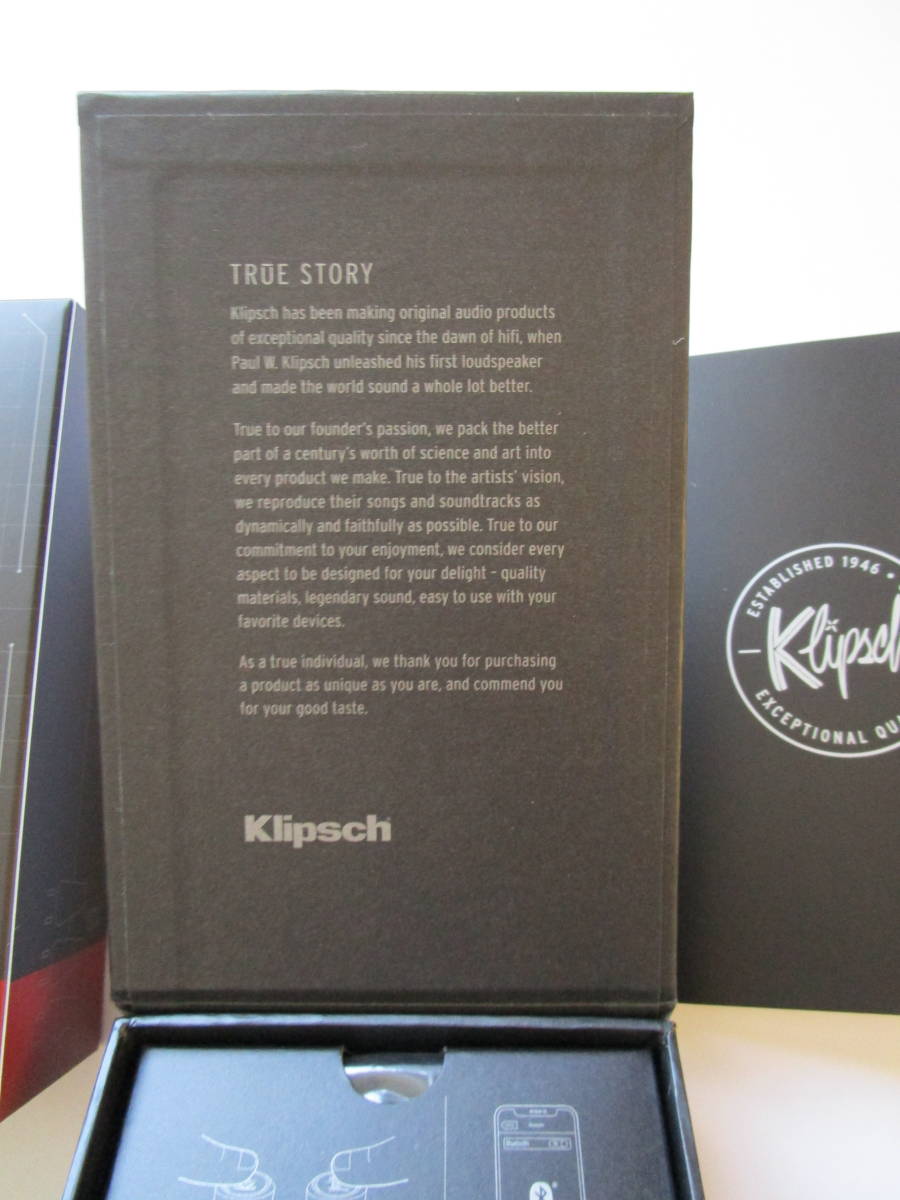 TRŪE STORY
Klipsch has been making original audio products
of exceptional quality since the dawn of hifi, when
Paul W. Klipsch unleashed his first loudspeaker
and made the world sound a whole lot better.
True to our founder's passion, we pack the better
part of a century's worth of science and art into
every product we make. True to the artists' vision,
we reproduce their songs and soundtracks as
dynamically and faithfully as possible. True to our
commitment to your enjoyment, we consider every
aspect to be designed for your delight – quality
materials, legendary sound, easy to use with your
favorite devices.
As a true individual, we thank you for purchasing
a product as unique as you are, and commend you
for your good taste.
Klipsch
ESTABLISHED 1946 •
Klipsch
EXCEPTIONAL QU
Bluetooth